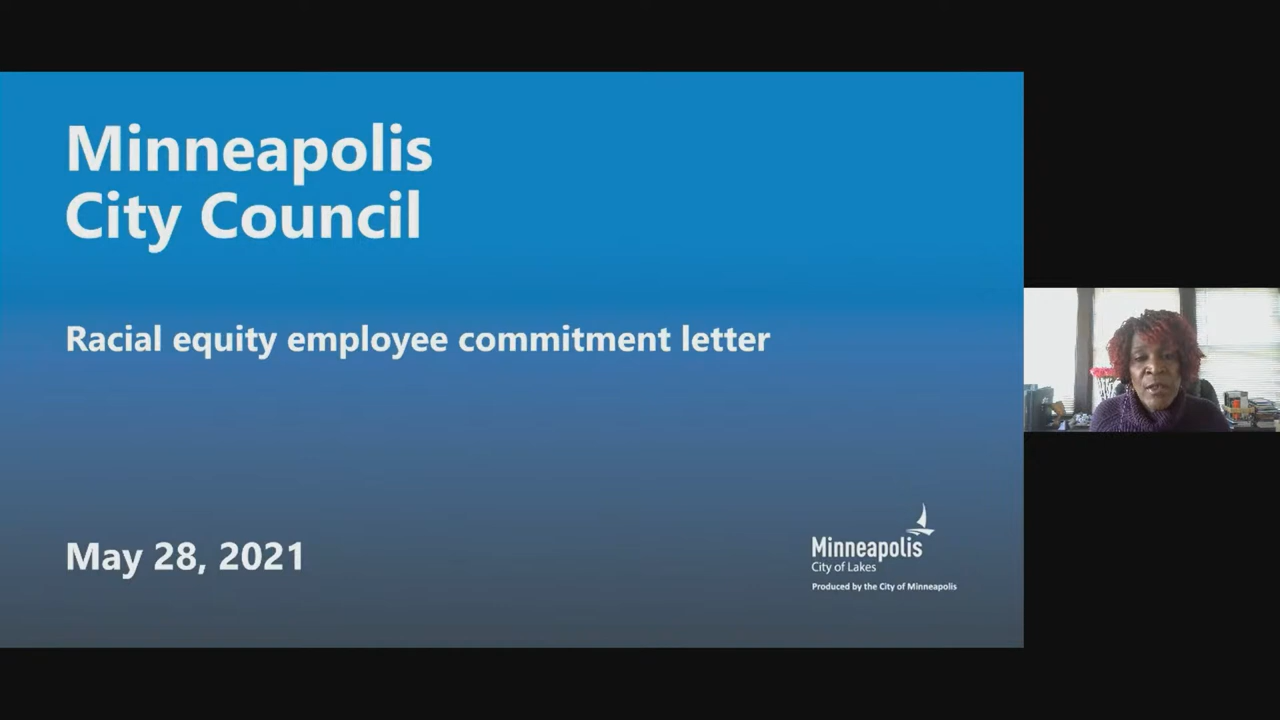 Minneapolis
City Council
Racial equity employee commitment letter
May 28, 2021
Minneapolis
City of Lakes
Produced by the City of Minneapolis